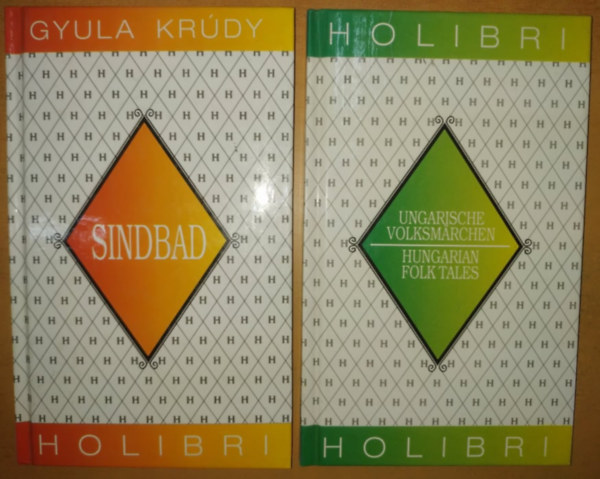 GYULA KRÚDY
SINDBAD
HOLIBRI
HOLIBRI
UNGARISCHE
VOLKSMÄRCHEN
HUNGARIAN
FOLK TALES
HOLIBRI